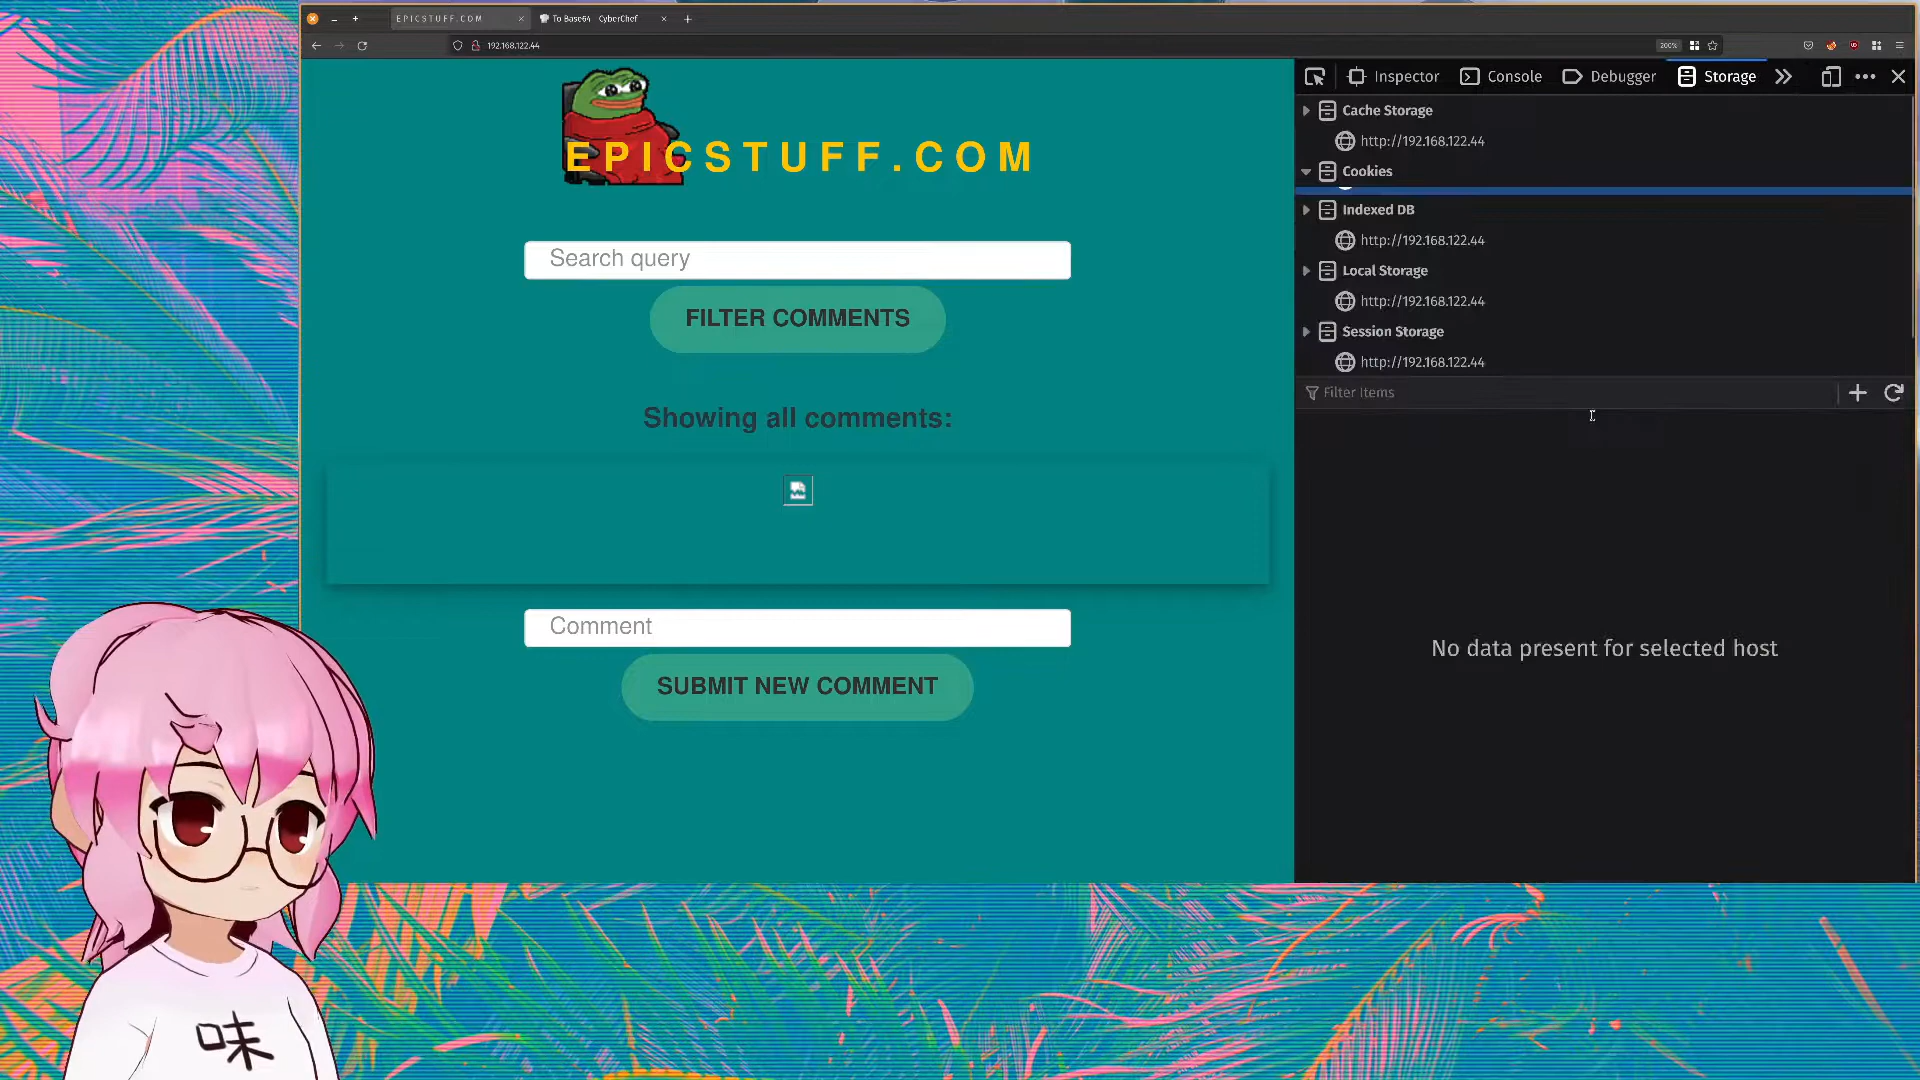 EPICSTUFF.COM
To Base64 CyberChef
192.168.122.44
200%
EPICSTUFF.COM
Search query
FILTER COMMENTS
Showing all comments:
Comment
SUBMIT NEW COMMENT
Inspector
Console
Debugger
Storage
Cache Storage
http://192.168.122.44
Cookies
Indexed DB
http://192.168.122.44
Local Storage
http://192.168.122.44
Session Storage
http://192.168.122.44
Filter Items
No data present for selected host
味